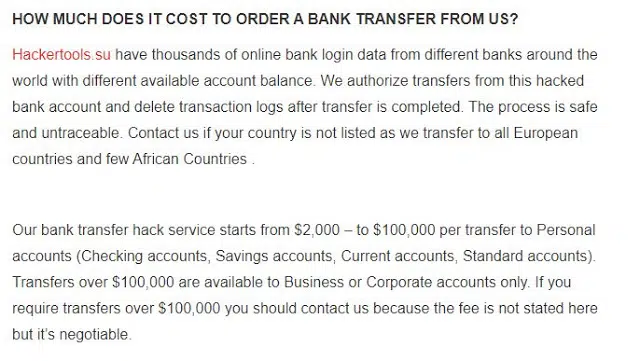 HOW MUCH DOES IT COST TO ORDER A BANK TRANSFER FROM US?
Hackertools.su have thousands of online bank login data from different banks around the
world with different available account balance. We authorize transfers from this hacked
bank account and delete transaction logs after transfer is completed. The process is safe
and untraceable. Contact us if your country is not listed as we transfer to all European
countries and few African Countries .
Our bank transfer hack service starts from $2,000 – to $100,000 per transfer to Personal
accounts (Checking accounts, Savings accounts, Current accounts, Standard accounts).
Transfers over $100,000 are available to Business or Corporate accounts only. If you
require transfers over $100,000 you should contact us because the fee is not stated here
but it's negotiable.